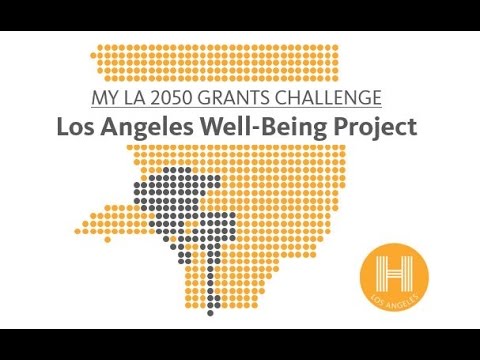 MY LA 2050 GRANTS CHALLENGE
Los Angeles Well-Being Project
H
LOS ANGELES